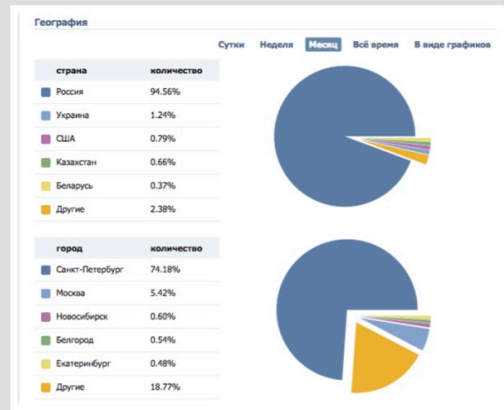 География
Сутки Неделя Месяц Всё время В виде графиков
страна количество
Россия 94.56%
Украина 1.24%
США 0.79%
Казахстан 0.66%
Беларусь 0.37%
Другие 2.38%
город количество
Санкт-Петербург 74.18%
Москва 5.42%
Новосибирск 0.60%
Белгород 0.54%
Екатеринбург 0.48%
Другие 18.77%